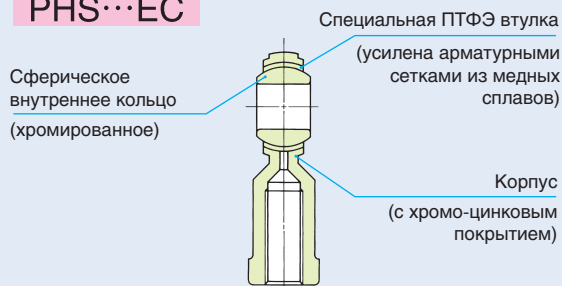 PHS···EC
Специальная ПТФЭ втулка
(усилена арматурными
сетками из медных
сплавов)
Сферическое
внутреннее кольцо
(хромированное)
Корпус
(с хромо-цинковым
покрытием)